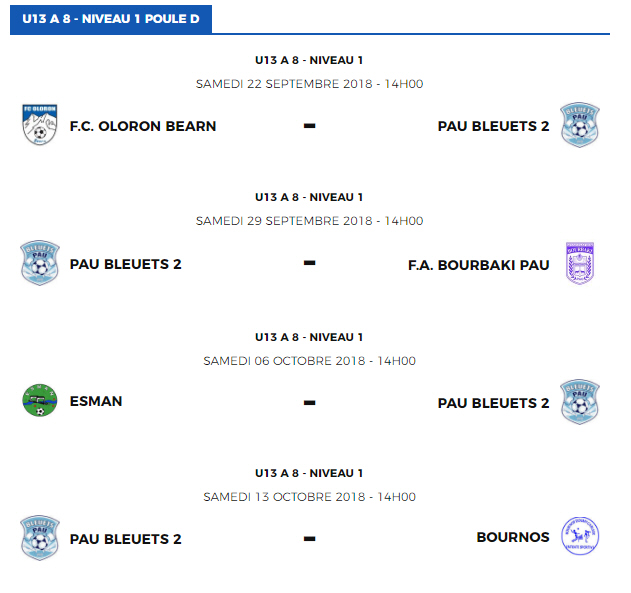 U13 A 8 - NIVEAU 1 POULE D
U13 A 8 - NIVEAU 1
SAMEDI 22 SEPTEMBRE 2018 - 14H00
FC OLORON
F.C. OLORON BEARN - PAU BLEUETS 2
BLEUETS
PAU
U13 A 8 - NIVEAU 1
SAMEDI 29 SEPTEMBRE 2018 - 14H00
BLEUETS
PAU
PAU BLEUETS 2 - F.A. BOURBAKI PAU
BOURBAKI
U13 A 8 - NIVEAU 1
SAMEDI 06 OCTOBRE 2018 - 14H00
ESMAN - PAU BLEUETS 2
BLEUETS
PAU
U13 A 8 - NIVEAU 1
SAMEDI 13 OCTOBRE 2018 - 14H00
BLEUETS
PAU
PAU BLEUETS 2 - BOURNOS